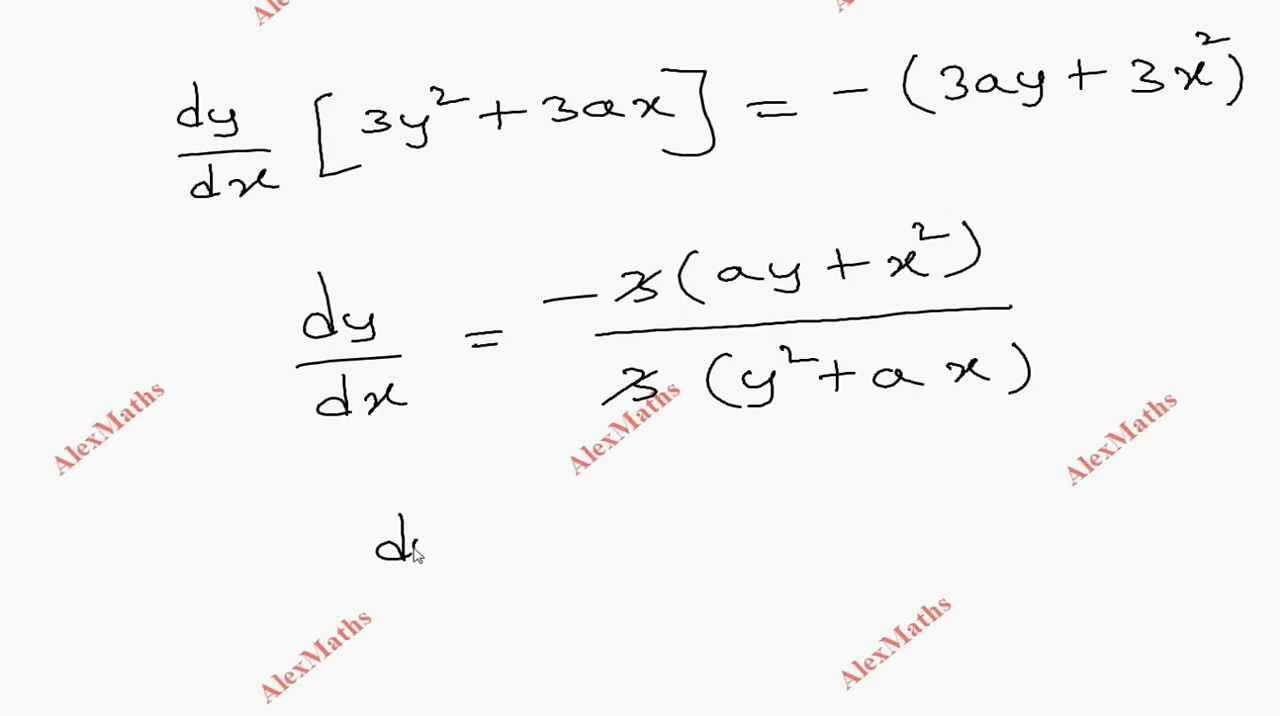 dy/dx [3y² + 3ax] = - (3ay + 3x²)
dy/dx = -3(ay + x²) / 3(y² + ax)
AlexMaths
AlexMaths
AlexMaths
d
AlexMaths
AlexMaths